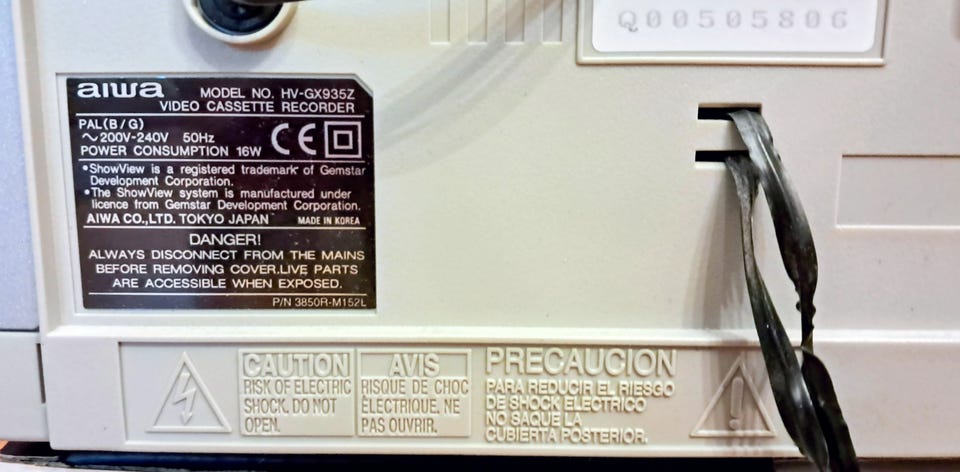 Q00505806
aiwa MODEL NO. HV-GX935Z
VIDEO CASSETTE RECORDER
PAL(B/G)
~200V-240V 50Hz
POWER CONSUMPTION 16W
CE
•ShowView is a registered trademark of Gemstar
Development Corporation.
•The ShowView system is manufactured under
licence from Gemstar Development Corporation.
AIWA CO.,LTD. TOKYO JAPAN MADE IN KOREA
DANGER!
ALWAYS DISCONNECT FROM THE MAINS
BEFORE REMOVING COVER.LIVE PARTS
ARE ACCESSIBLE WHEN EXPOSED.
P/N 3850R-M152L
CAUTION
RISK OF ELECTRIC
SHOCK. DO NOT
OPEN.
AVIS
RISQUE DE CHOC
ÉLECTRIQUE. NE
PAS OUVRIR.
PRECAUCION
PARA REDUCIR EL RIESGO
DE SHOCK ELECTRICO
NO SAQUE LA
CUBIERTA POSTERIOR.